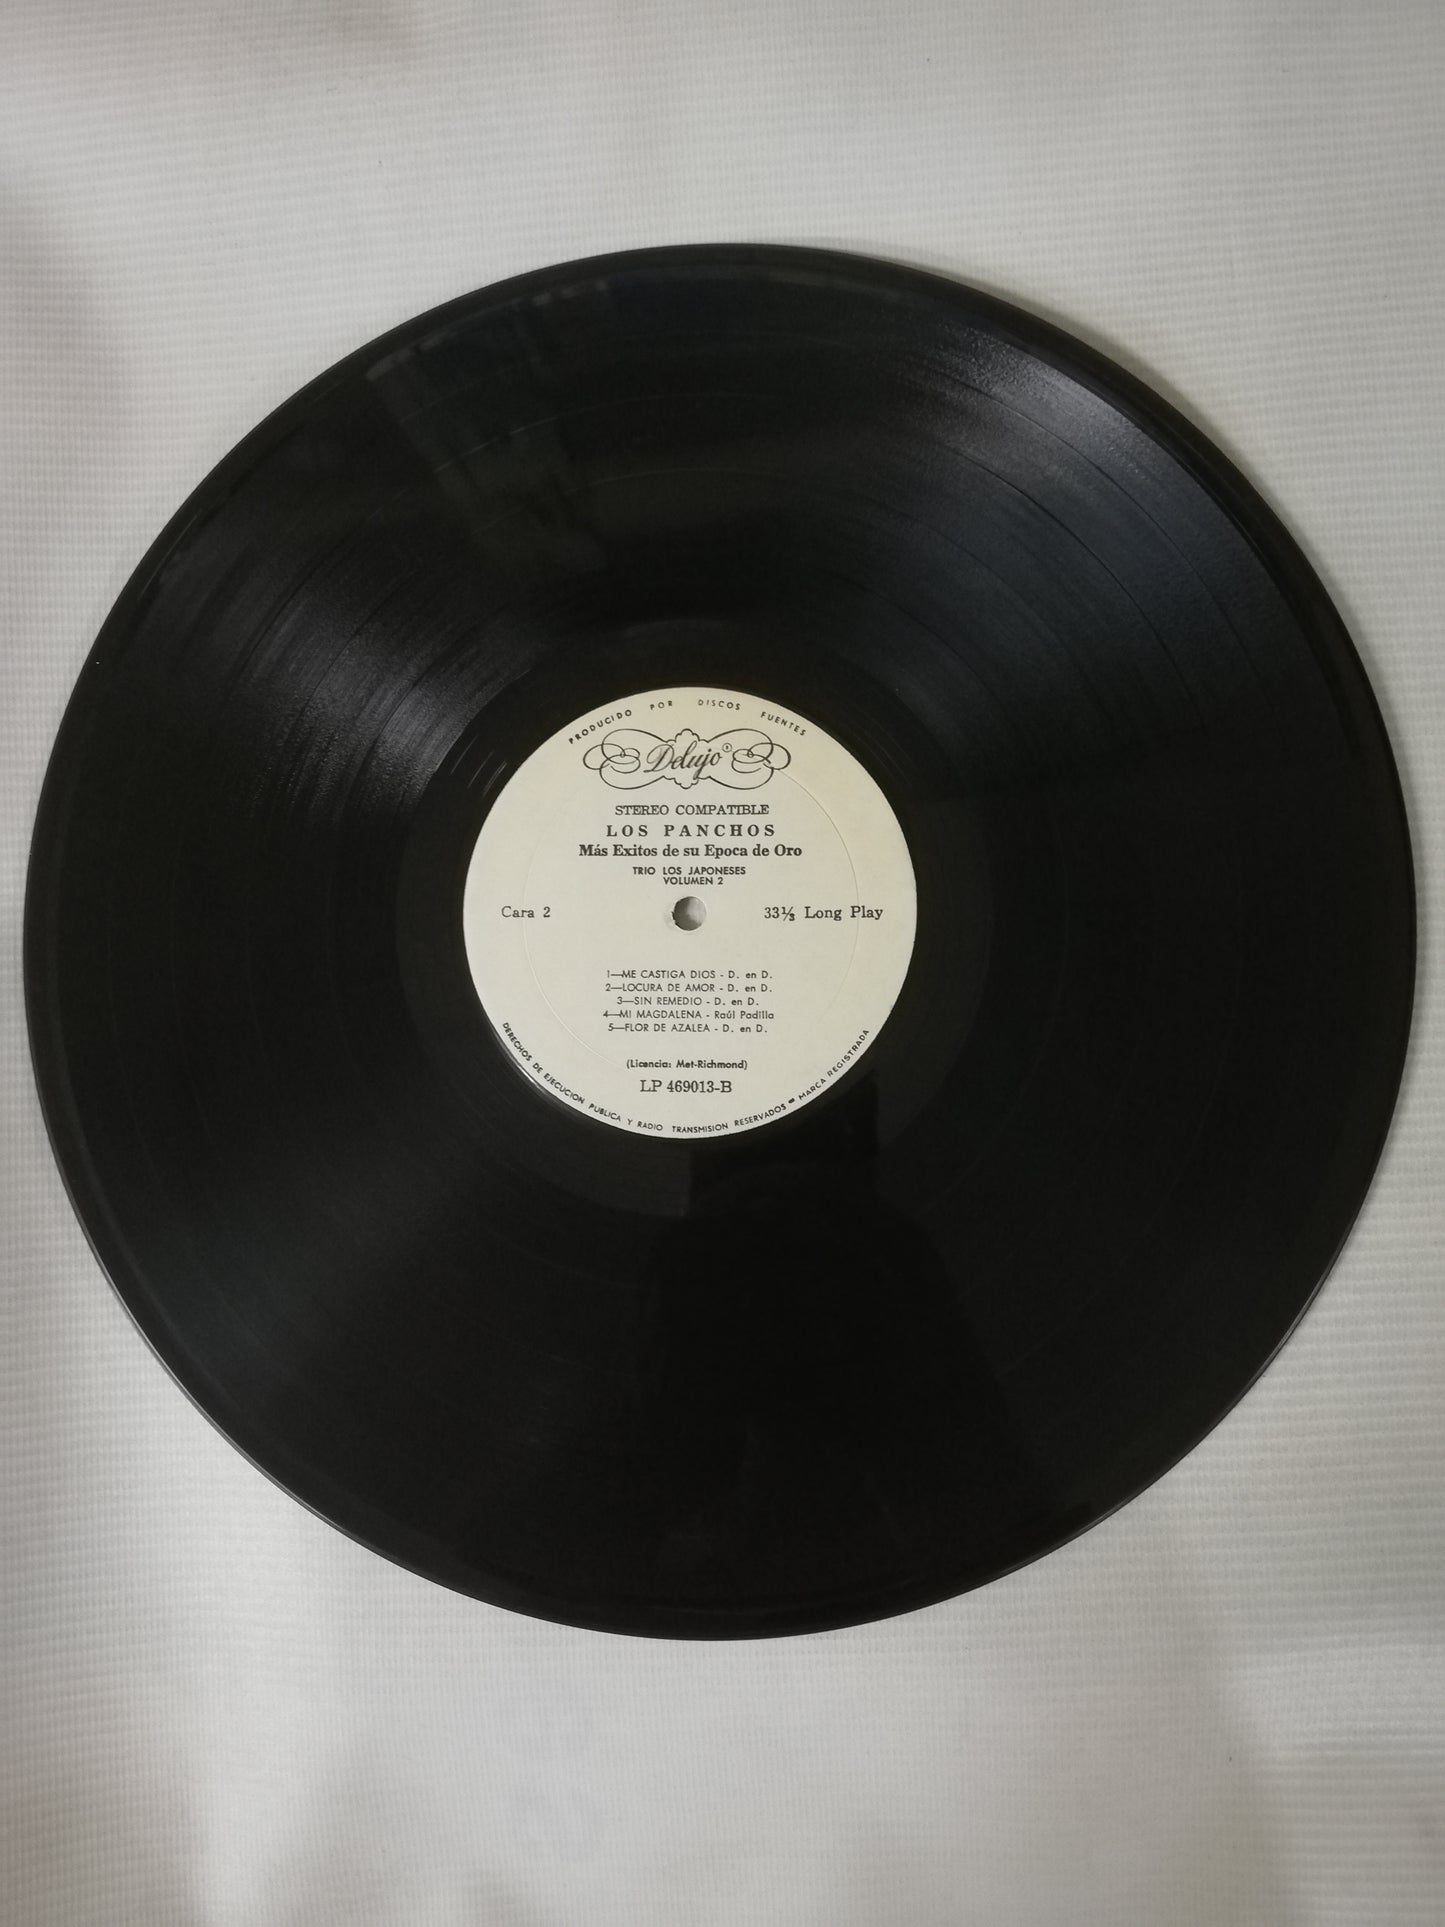 PRODUCIDO POR DISCOS FUENTES
Delujo®
STEREO COMPATIBLE
LOS PANCHOS
Más Exitos de su Epoca de Oro
TRIO LOS JAPONESES
VOLUMEN 2
Cara 2
33⅓ Long Play
1—ME CASTIGA DIOS - D. en D.
2—LOCURA DE AMOR - D. en D.
3—SIN REMEDIO - D. en D.
4—MI MAGDALENA - Raúl Padilla
5—FLOR DE AZALEA - D. en D.
(Licencia: Met-Richmond)
LP 469013-B
DERECHOS DE EJECUCION PUBLICA Y RADIO TRANSMISION RESERVADOS = MARCA REGISTRADA